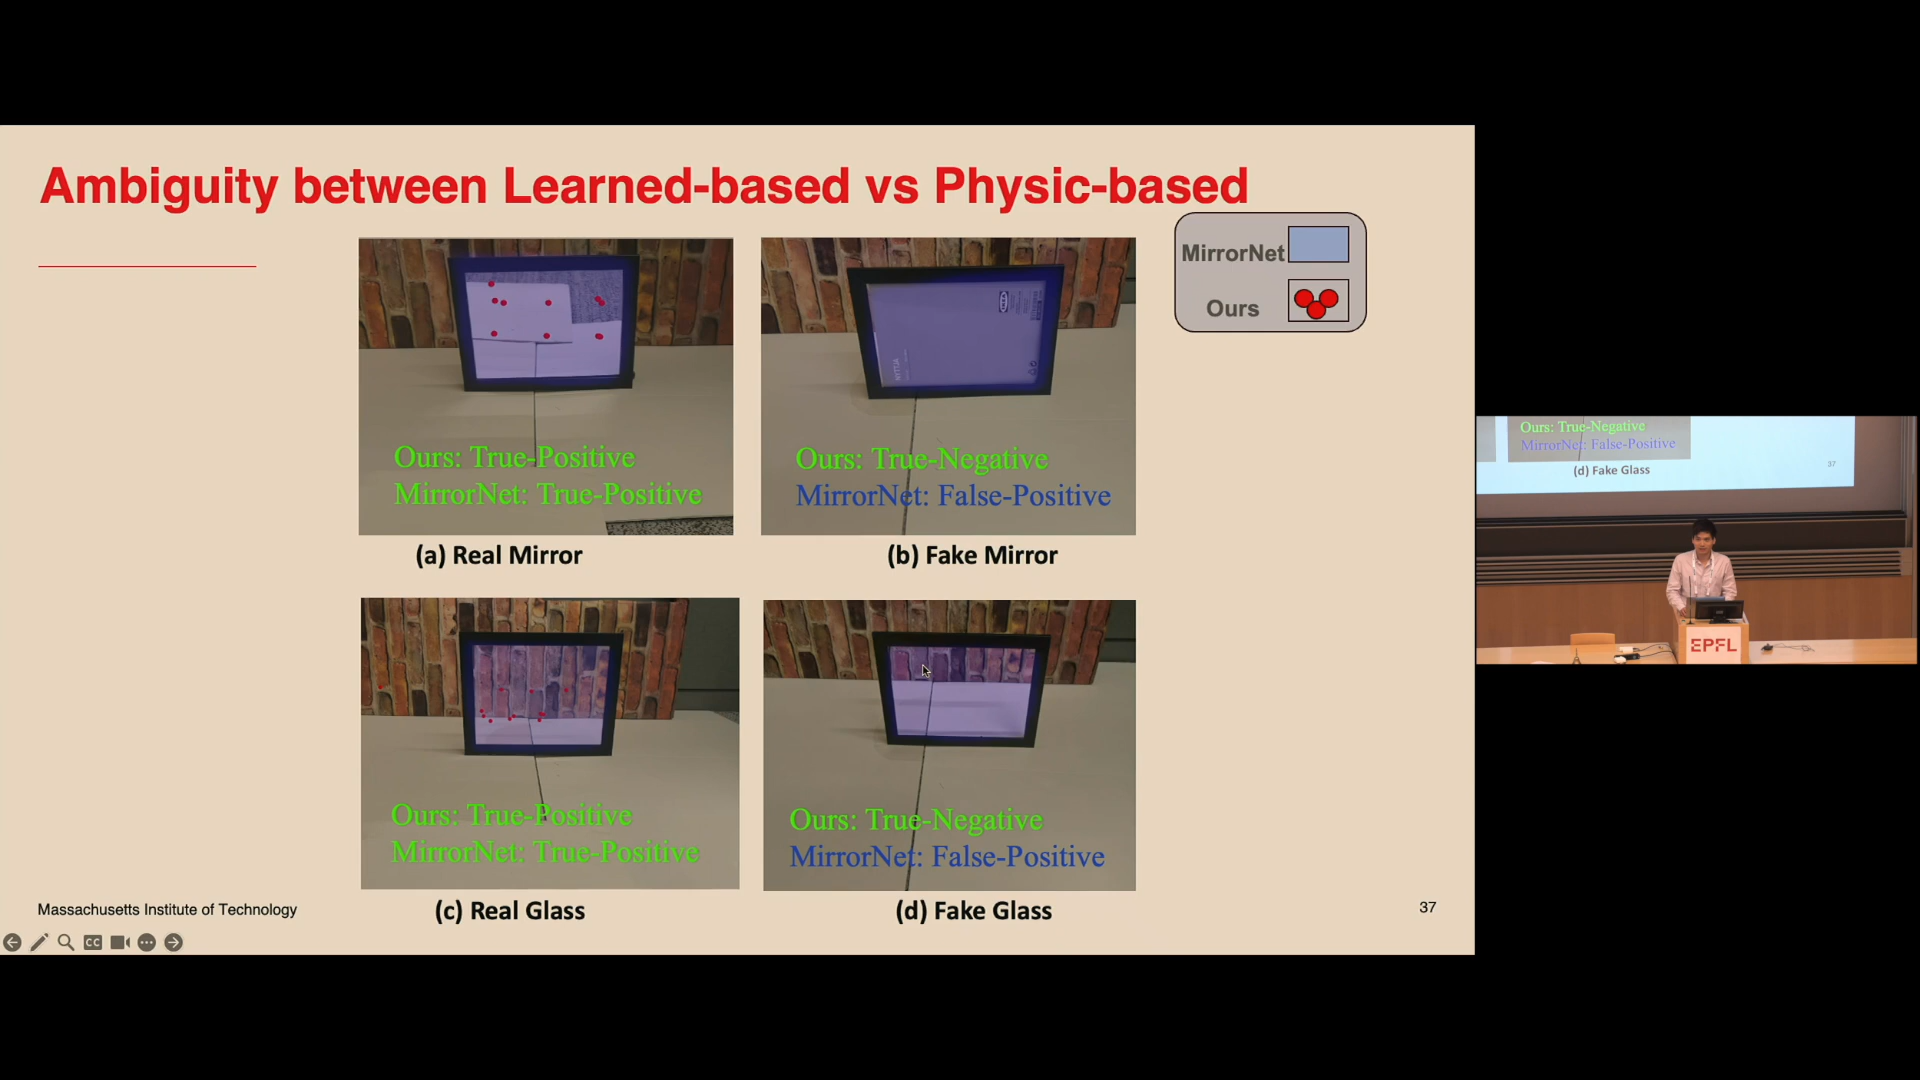 Ambiguity between Learned-based vs Physic-based
MirrorNet
Ours
Ours: True-Positive
MirrorNet: True-Positive
(a) Real Mirror
Ours: True-Negative
MirrorNet: False-Positive
(b) Fake Mirror
Ours: True-Positive
MirrorNet: True-Positive
(c) Real Glass
Ours: True-Negative
MirrorNet: False-Positive
(d) Fake Glass
Massachusetts Institute of Technology
37
CC
Ours: True-Negative
MirrorNet: False-Positive
(d) Fake Glass
37
EPFL